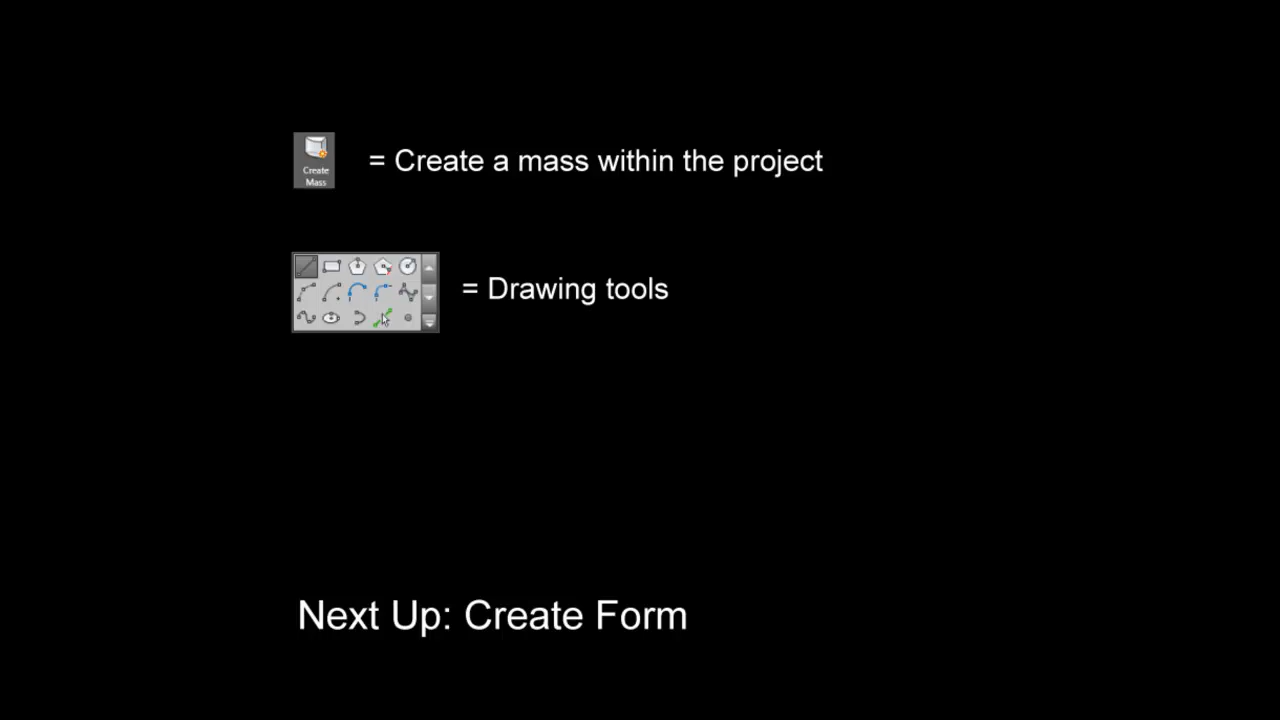 Create
Mass
= Create a mass within the project
= Drawing tools
Next Up: Create Form